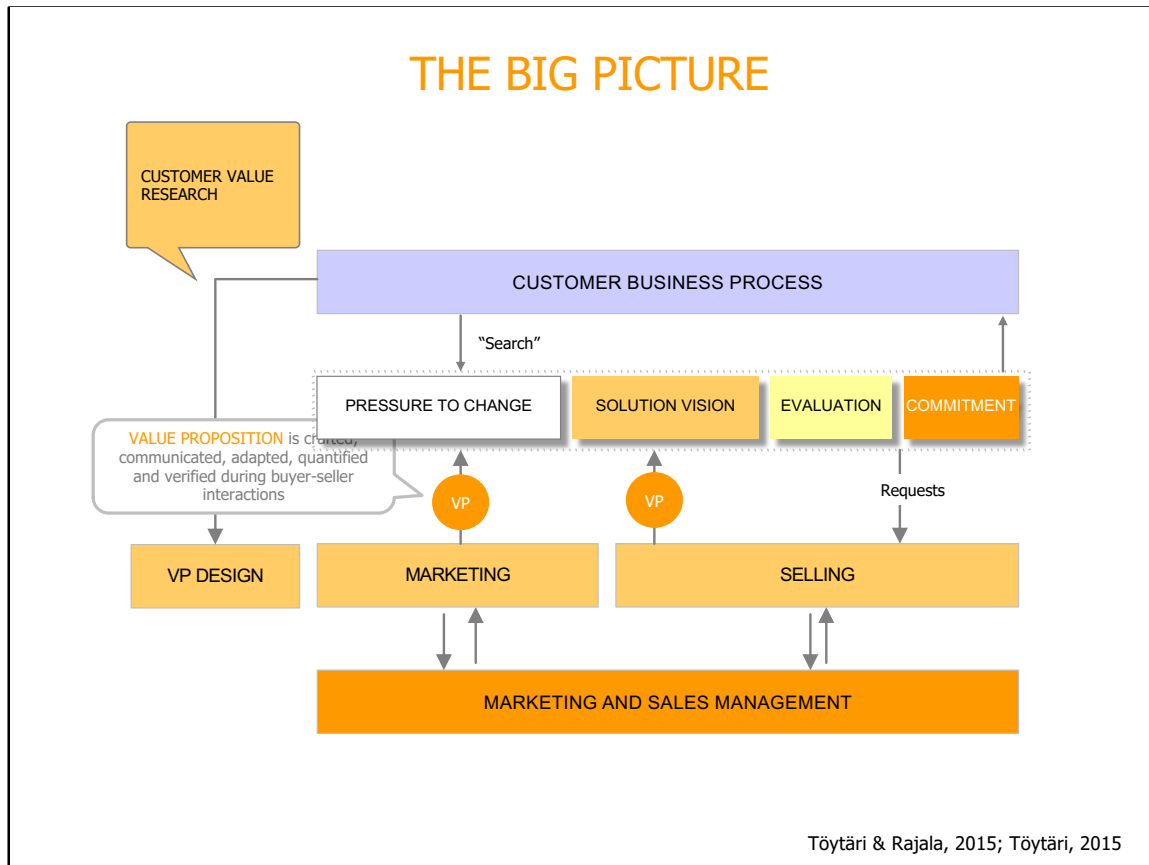 THE BIG PICTURE
CUSTOMER VALUE
RESEARCH
CUSTOMER BUSINESS PROCESS
“Search”
PRESSURE TO CHANGE
SOLUTION VISION
EVALUATION
COMMITMENT
VALUE PROPOSITION is crafted,
communicated, adapted, quantified
and verified during buyer-seller
interactions
VP
VP
Requests
VP DESIGN
MARKETING
SELLING
MARKETING AND SALES MANAGEMENT
Töytäri & Rajala, 2015; Töytäri, 2015